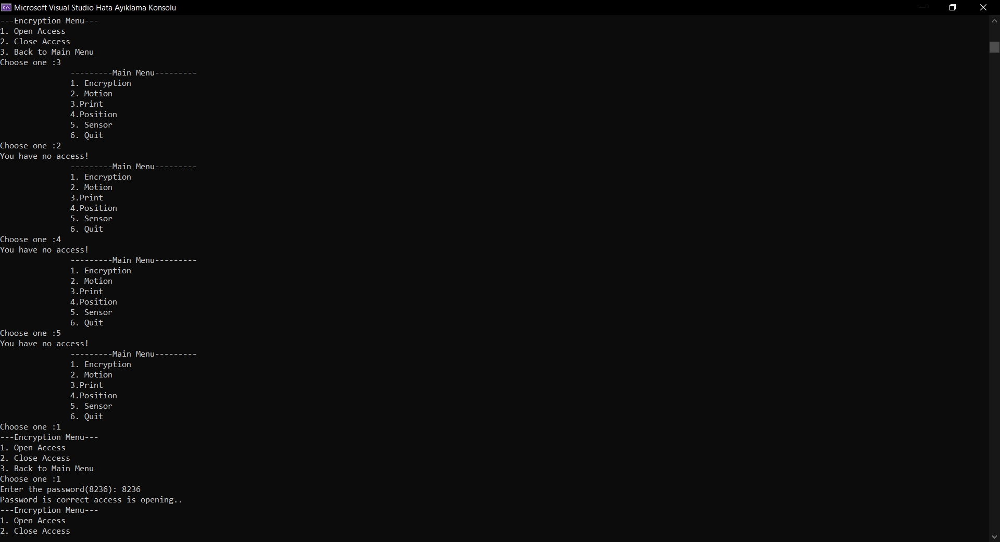 Microsoft Visual Studio Hata Ayıklama Konsolu
---Encryption Menu---
1. Open Access
2. Close Access
3. Back to Main Menu
Choose one :3
---------Main Menu---------
1. Encryption
2. Motion
3.Print
4.Position
5. Sensor
6. Quit
Choose one :2
You have no access!
---------Main Menu---------
1. Encryption
2. Motion
3.Print
4.Position
5. Sensor
6. Quit
Choose one :4
You have no access!
---------Main Menu---------
1. Encryption
2. Motion
3.Print
4.Position
5. Sensor
6. Quit
Choose one :5
You have no access!
---------Main Menu---------
1. Encryption
2. Motion
3.Print
4.Position
5. Sensor
6. Quit
Choose one :1
---Encryption Menu---
1. Open Access
2. Close Access
3. Back to Main Menu
Choose one :1
Enter the password(8236): 8236
Password is correct access is opening..
---Encryption Menu---
1. Open Access
2. Close Access